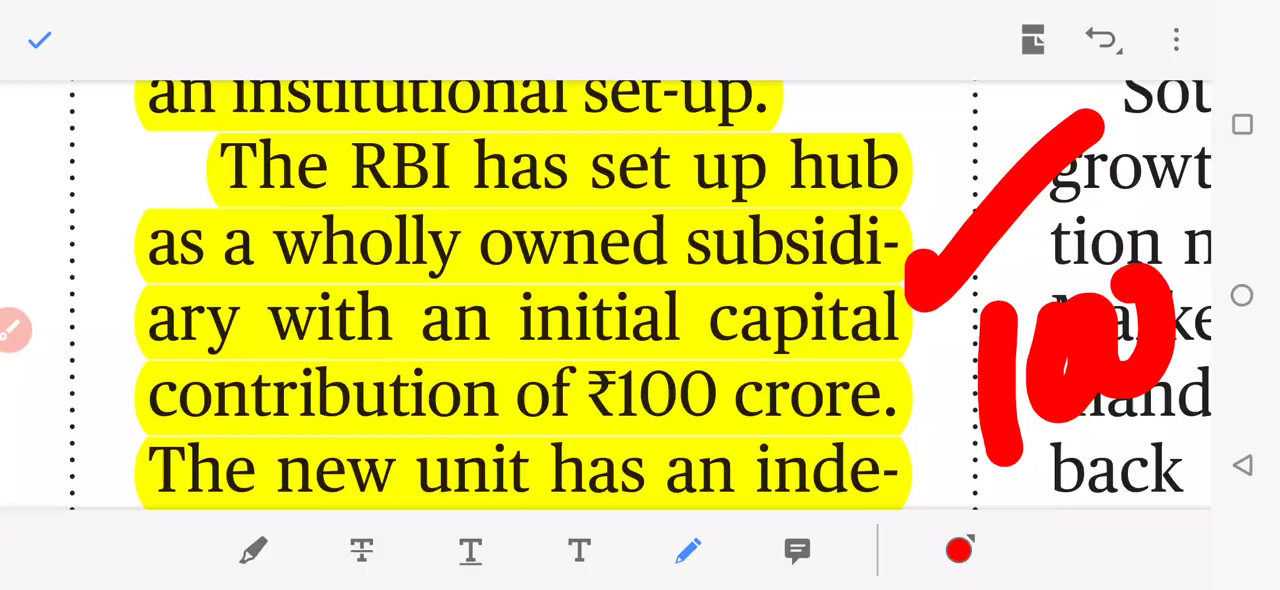 an institutional set-up.
The RBI has set up hub
as a wholly owned subsidi-
ary with an initial capital
contribution of ₹100 crore.
The new unit has an inde-
growt
tion
back
100